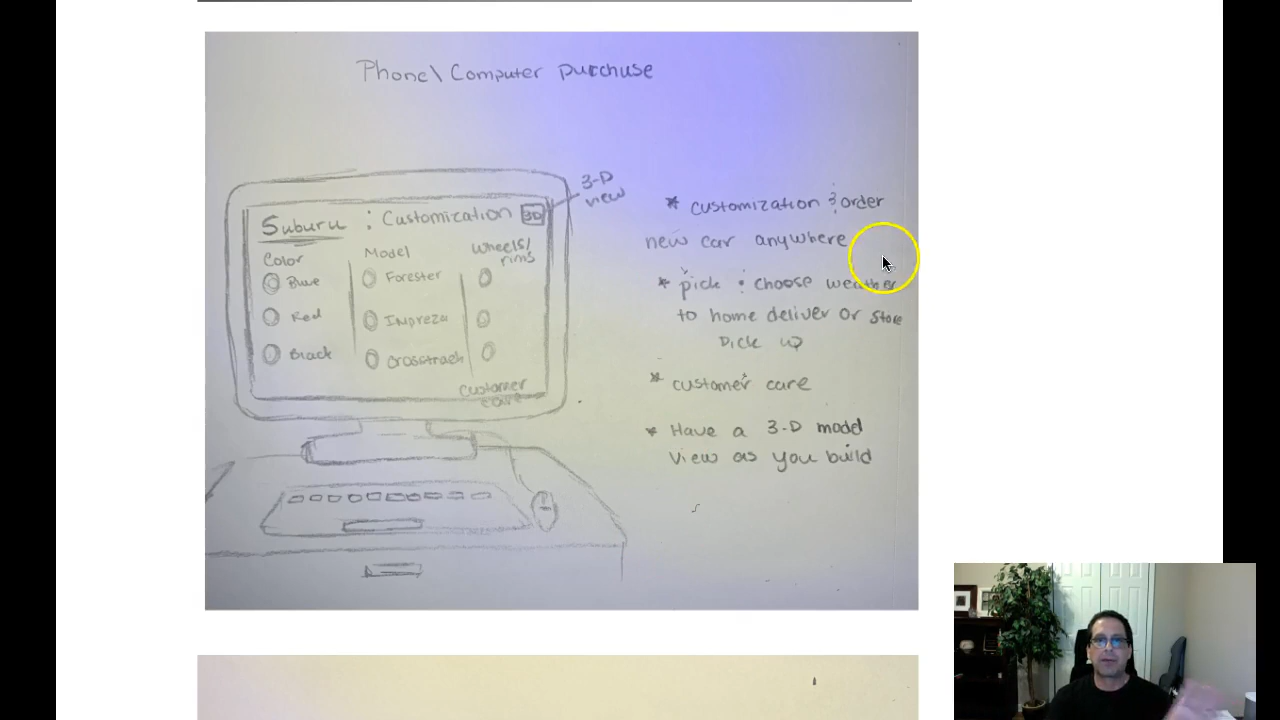 Phone\ Computer purchuse
3-D
view
Suburu : Customization 3D
Color
Model
Wheels/
rims
Blue
Forester
Red
Impreza
Black
Crosstrack
Customer
care
* customization & order
new car anywhere
* pick : choose weather
to home deliver or store
pick up
* customer care
* Have a 3-D model
view as you build